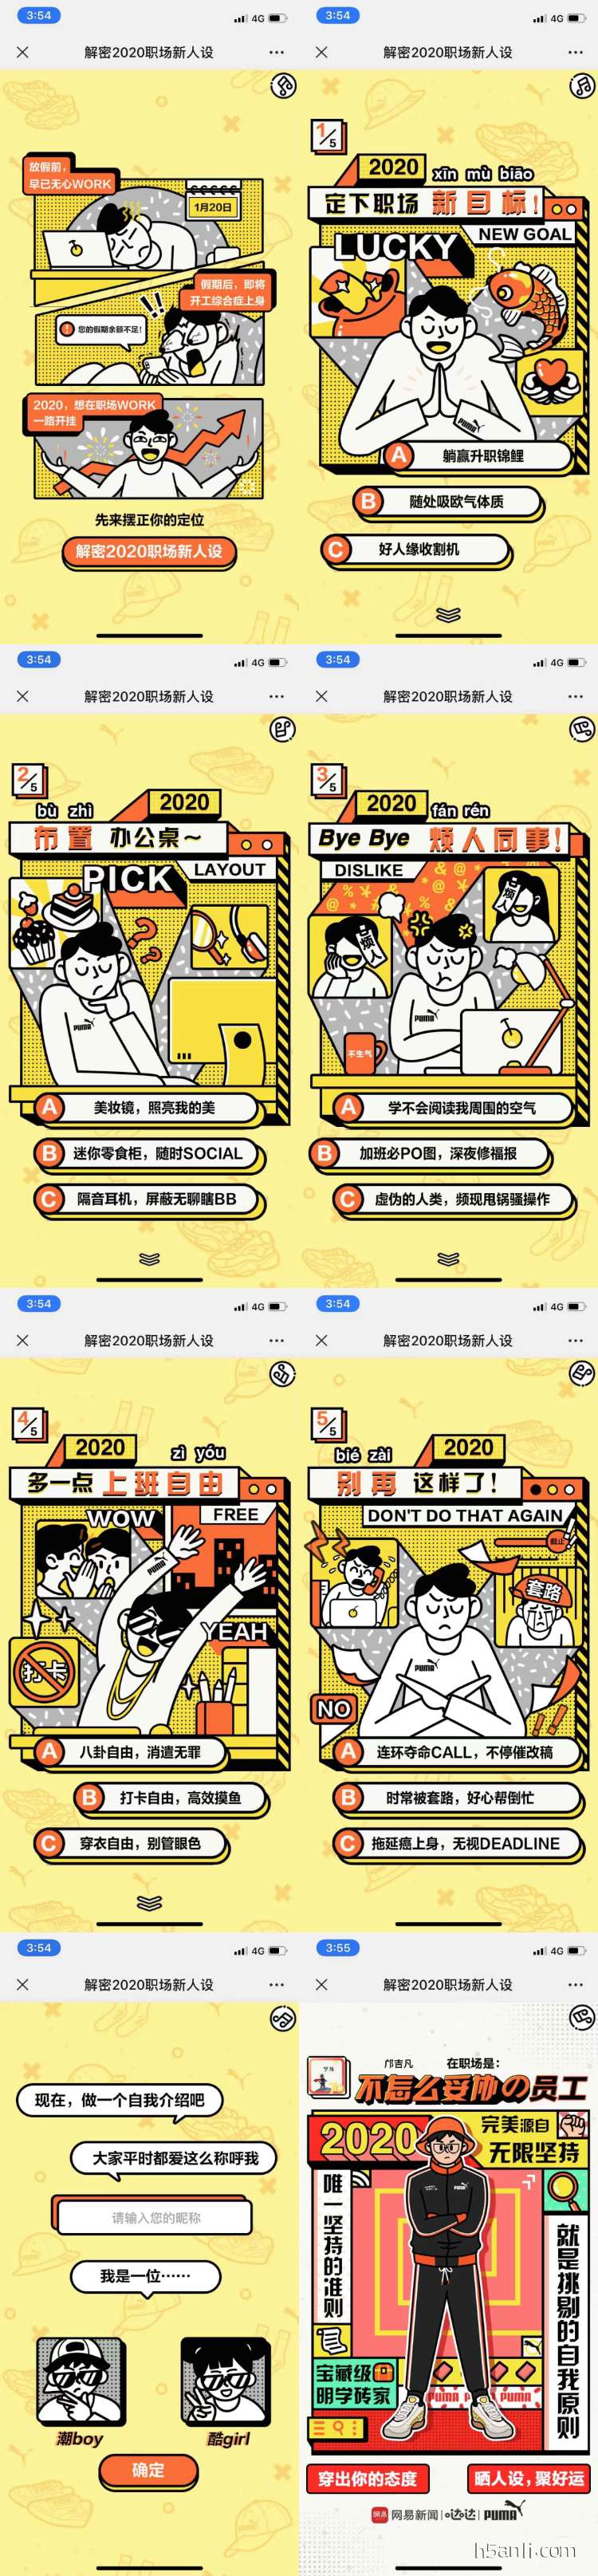 3:54
4G
解密2020职场新人设
放假前，
早已无心WORK
1月20日
假期后，即将
开工综合症上身
您的假期余额不足！
2020，想在职场WORK
一路开挂
先来摆正你的定位
解密2020职场新人设
3:54
4G
解密2020职场新人设
1/5
2020
xīn mù biāo
定下职场 新目标！
NEW GOAL
LUCKY
PUMA
A 躺赢升职锦鲤
B 随处吸欧气体质
C 好人缘收割机
3:54
4G
解密2020职场新人设
2/5
2020
bù zhì
布置 办公桌～
LAYOUT
PICK
PUMA
A 美妆镜，照亮我的美
B 迷你零食柜，随时SOCIAL
C 隔音耳机，屏蔽无聊瞎BB
3:54
4G
解密2020职场新人设
3/5
2020
fán rén
Bye Bye 烦人同事！
DISLIKE
烦人
烦人
PUMA
不生气
A 学不会阅读我周围的空气
B 加班必PO图，深夜修福报
C 虚伪的人类，频现甩锅骚操作
3:54
4G
解密2020职场新人设
4/5
2020
zì yóu
多一点 上班自由
WOW
FREE
PUMA
YEAH
打卡
A 八卦自由，消遣无罪
B 打卡自由，高效摸鱼
C 穿衣自由，别管眼色
3:54
4G
解密2020职场新人设
5/5
2020
bié zài
别再 这样了！
DON'T DO THAT AGAIN
截止
套路
PUMA
NO
A 连环夺命CALL，不停催改稿
B 时常被套路，好心帮倒忙
C 拖延癌上身，无视DEADLINE
3:54
4G
解密2020职场新人设
现在，做一个自我介绍吧
大家平时都爱这么称呼我
请输入您的昵称
我是一位……
潮boy
酷girl
确定
3:55
4G
解密2020职场新人设
邝吉凡 在职场是：
不怎么妥协の员工
2020
完美源自
无限坚持
唯一坚持的准则
就是挑剔的自我原则
宝藏级
明学砖家
PUMA PUMA PUMA
穿出你的态度
晒人设，聚好运
网易 网易新闻 | 哒哒 | PUMA
h5anli.com